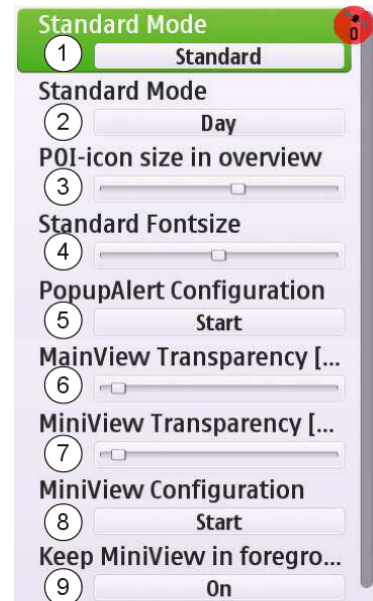 Standard Mode
0
1 Standard
Standard Mode
2 Day
POI-icon size in overview
3
Standard Fontsize
4
PopupAlert Configuration
5 Start
MainView Transparency [...
6
MiniView Transparency [...
7
MiniView Configuration
8 Start
Keep MiniView in foregro...
9 On